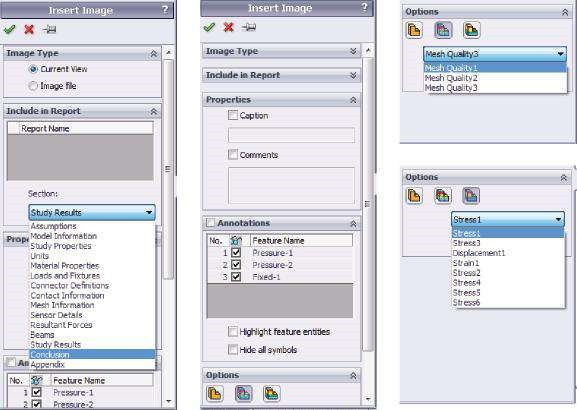 Insert Image ?
Image Type
Current View
Image file
Include in Report
Report Name
Section:
Study Results
Assumptions
Model Information
Study Properties
Units
Material Properties
Loads and Fixtures
Connector Definitions
Contact Information
Mesh Information
Sensor Details
Resultant Forces
Beams
Study Results
Conclusion
Appendix
Prope
An
No. Feature Name
1 Pressure-1
2 Pressure-2
Insert Image ?
Image Type
Include in Report
Properties
Caption
Comments
Annotations
No. Feature Name
1 Pressure-1
2 Pressure-2
3 Fixed-1
Highlight feature entities
Hide all symbols
Options
Options
Mesh Quality3
Mesh Quality1
Mesh Quality2
Mesh Quality3
Options
Stress1
Stress1
Stress3
Displacement1
Strain1
Stress2
Stress4
Stress5
Stress6